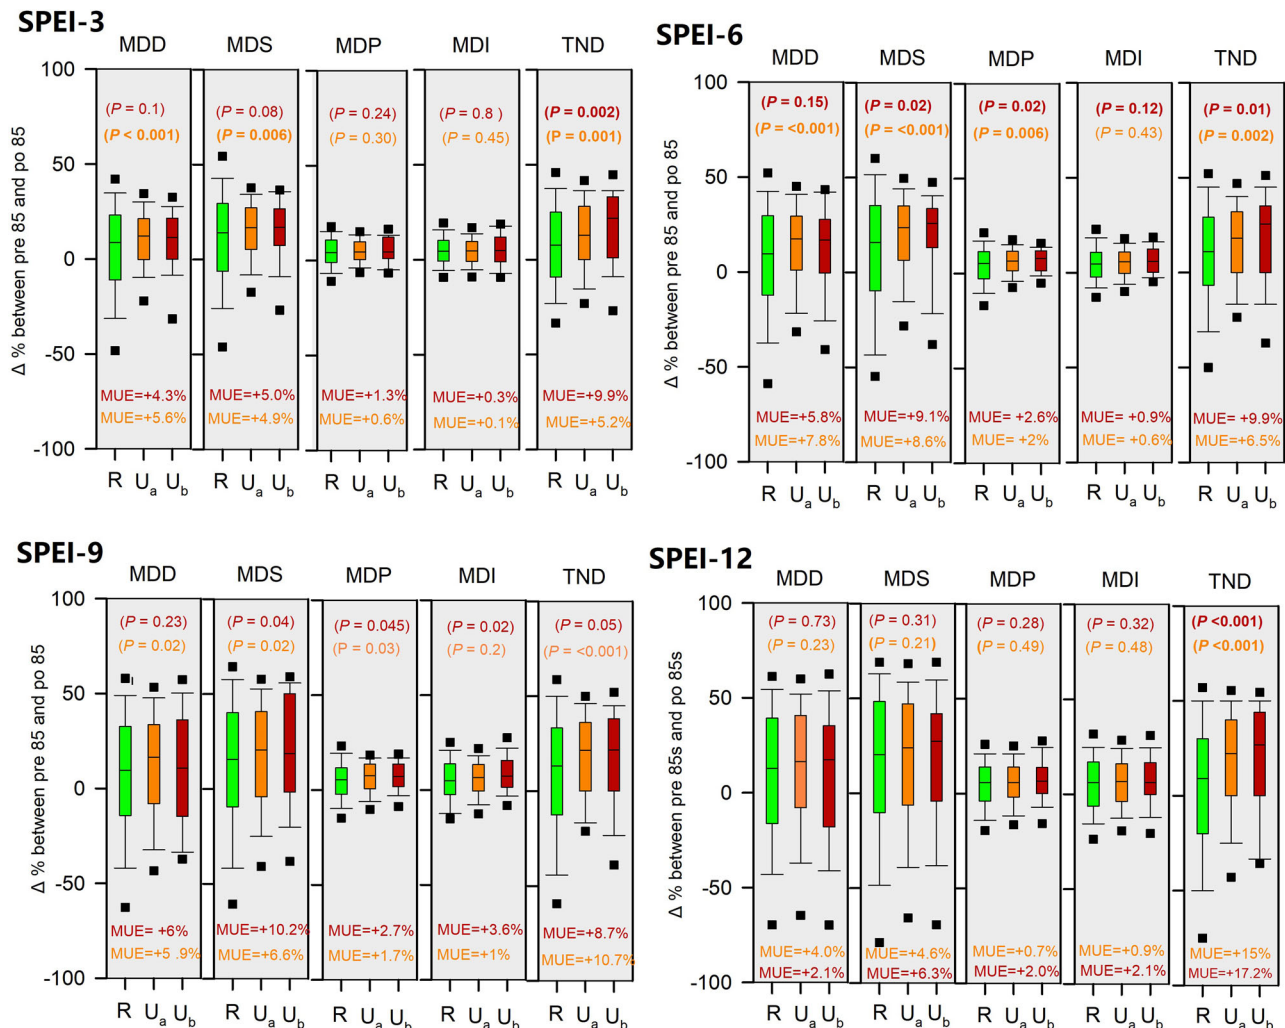 SPEI-3
MDD MDS MDP MDI TND
Δ % between pre 85 and po 85
100
50
0
-50
-100
(P = 0.1) (P = 0.08) (P = 0.24) (P = 0.8 ) (P = 0.002)
(P < 0.001) (P = 0.006) (P = 0.30) (P = 0.45) (P = 0.001)
MUE=+4.3% MUE=+5.0% MUE=+1.3% MUE=+0.3% +9.9%
MUE=+5.6% MUE=+4.9% MUE=+0.6% MUE=+0.1% MUE=+5.2%
R Ua Ub R Ua Ub R Ua Ub R Ua Ub R Ua Ub
SPEI-6
MDD MDS MDP MDI TND
Δ % between pre 85 and po 85
100
50
0
-50
-100
(P = 0.15) (P = 0.02) (P = 0.02) (P = 0.12) (P = 0.01)
(P = <0.001) (P = <0.001) (P = 0.006) (P = 0.43) (P = 0.002)
MUE=+5.8% MUE=+9.1% MUE=+2.6% MUE=+0.9% MUE=+9.9%
MUE=+7.8% MUE=+8.6% MUE=+2% MUE=+0.6% MUE=+6.5%
R Ua Ub R Ua Ub R Ua Ub R Ua Ub R Ua Ub
SPEI-9
MDD MDS MDP MDI TND
Δ % between pre 85 and po 85
100
50
0
-50
-100
(P = 0.23) (P = 0.04) (P = 0.045) (P = 0.02) (P = 0.05)
(P = 0.02) (P = 0.02) (P = 0.03) (P = 0.2) (P = <0.001)
MUE= +6% MUE=+10.2% MUE=+2.7% MUE=+3.6% MUE=+8.7%
MUE=+5 .9% MUE=+6.6% MUE=+1.7% MUE=+1% MUE=+10.7%
R Ua Ub R Ua Ub R Ua Ub R Ua Ub R Ua Ub
SPEI-12
MDD MDS MDP MDI TND
Δ % between pre 85s and po 85s
100
50
0
-50
-100
(P = 0.73) (P = 0.31) (P = 0.28) (P = 0.32) (P <0.001)
(P = 0.23) (P = 0.21) (P = 0.49) (P = 0.48) (P <0.001)
MUE=+4.0% MUE=+4.6% MUE=+0.7% MUE=+0.9% MUE=+15%
MUE=+2.1% MUE=+6.3% MUE=+2.0% MUE=+2.1% MUE=+17.2%
R Ua Ub R Ua Ub R Ua Ub R Ua Ub R Ua Ub